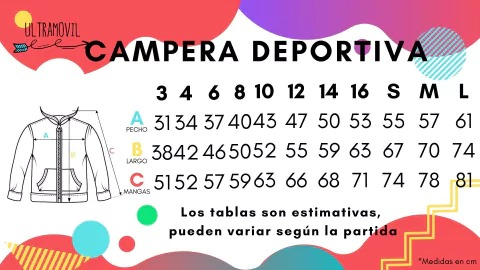 ULTRAMOVIL
CAMPERA DEPORTIVA
3 4 6 8 10 12 14 16 S M L
A PECHO 31 34 37 40 43 47 50 53 55 57 61
B LARGO 38 42 46 50 52 55 59 63 67 70 74
C MANGAS 51 52 57 59 63 66 68 71 74 78 81
A
B
C
Los tablas son estimativas,
pueden variar según la partida
*Medidas en cm